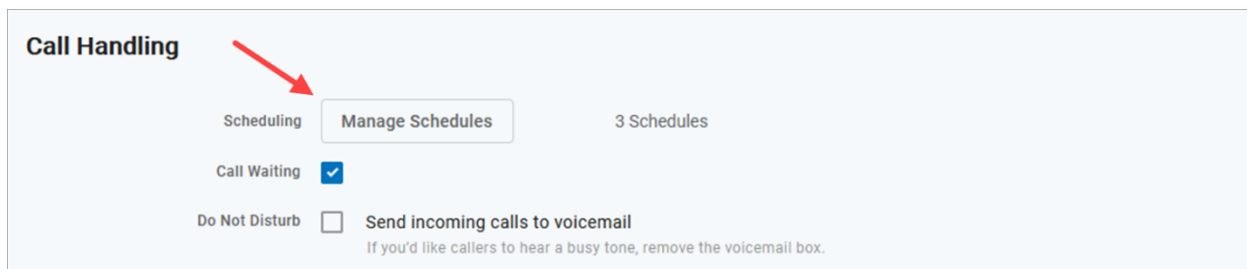 Call Handling
Scheduling Manage Schedules 3 Schedules
Call Waiting
Do Not Disturb Send incoming calls to voicemail
If you'd like callers to hear a busy tone, remove the voicemail box.